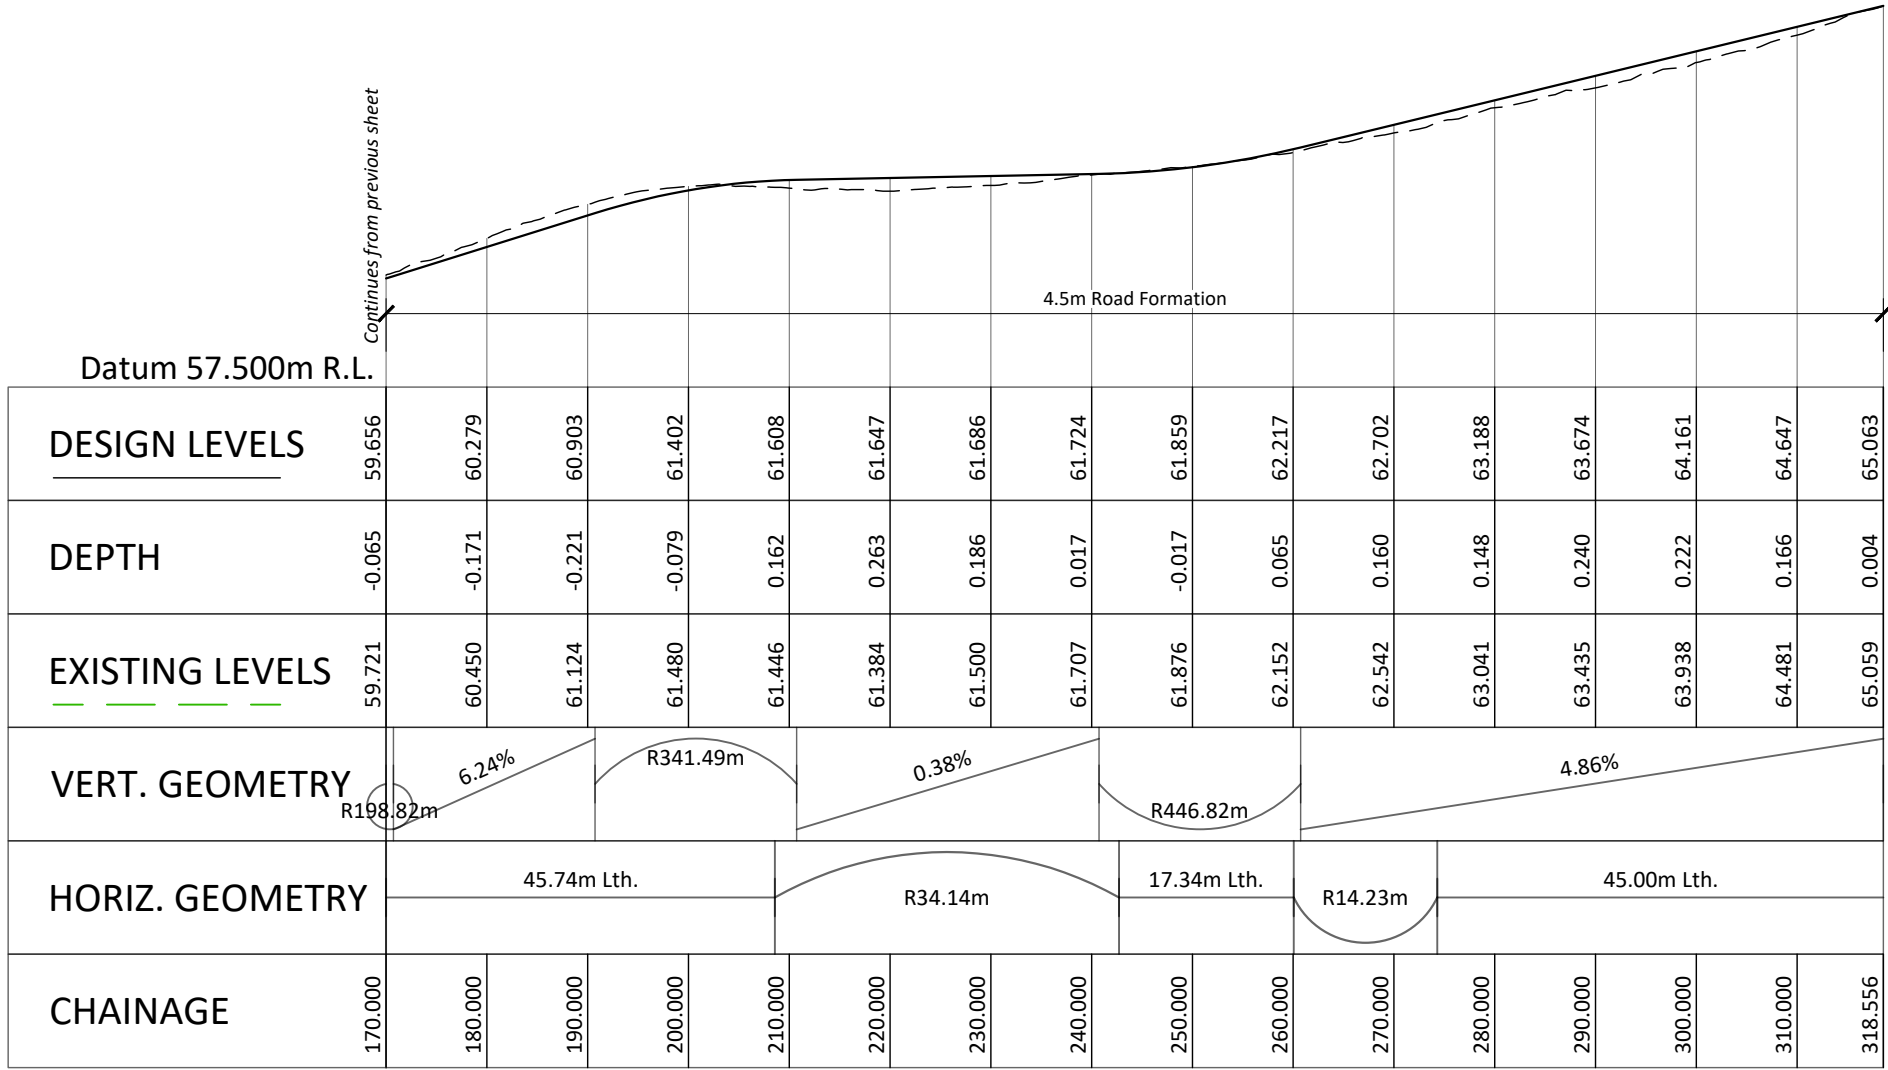 Continues from previous sheet
4.5m Road Formation
Datum 57.500m R.L.
DESIGN LEVELS 59.656 60.279 60.903 61.402 61.608 61.647 61.686 61.724 61.859 62.217 62.702 63.188 63.674 64.161 64.647 65.063
DEPTH -0.065 -0.171 -0.221 -0.079 0.162 0.263 0.186 0.017 -0.017 0.065 0.160 0.148 0.240 0.222 0.166 0.004
EXISTING LEVELS 59.721 60.450 61.124 61.480 61.446 61.384 61.500 61.707 61.876 62.152 62.542 63.041 63.435 63.938 64.481 65.059
VERT. GEOMETRY R198.82m 6.24% R341.49m 0.38% R446.82m 4.86%
HORIZ. GEOMETRY 45.74m Lth. R34.14m 17.34m Lth. R14.23m 45.00m Lth.
CHAINAGE 170.000 180.000 190.000 200.000 210.000 220.000 230.000 240.000 250.000 260.000 270.000 280.000 290.000 300.000 310.000 318.556